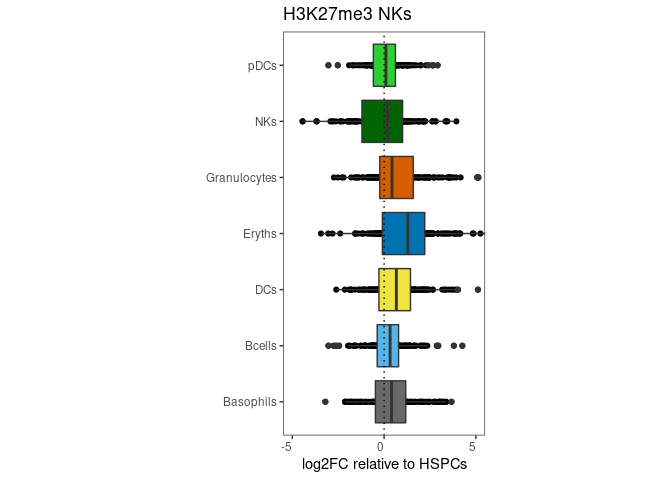 H3K27me3 NKs
pDCs
NKs
Granulocytes
Eryths
DCs
Bcells
Basophils
-5 0 5
log2FC relative to HSPCs